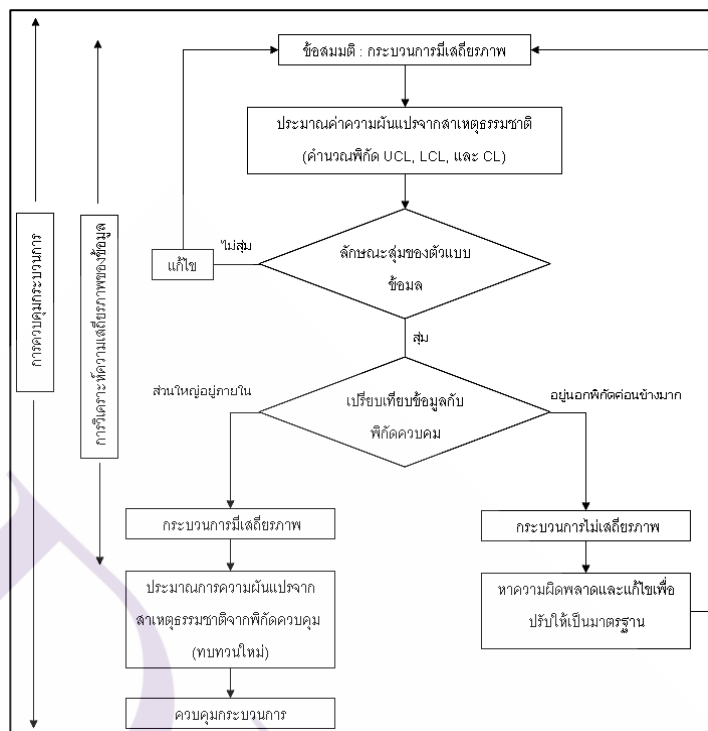 ข้อสมมติ : กระบวนการมีเสถียรภาพ
ประมาณค่าความผันแปรจากสาเหตุธรรมชาติ
(คำนวณพิกัด UCL, LCL, และ CL)
ไม่สุ่ม
แก้ไข
ลักษณะสุ่มของตัวแบบ
ข้อมูล
สุ่ม
ส่วนใหญ่อยู่ภายใน
เปรียบเทียบข้อมูลกับ
พิกัดควบคุม
อยู่นอกพิกัดค่อนข้างมาก
กระบวนการมีเสถียรภาพ
กระบวนการไม่เสถียรภาพ
ประมาณการความผันแปรจาก
สาเหตุธรรมชาติจากพิกัดควบคุม
(ทบทวนใหม่)
หาความผิดพลาดและแก้ไขเพื่อ
ปรับให้เป็นมาตรฐาน
ควบคุมกระบวนการ
การควบคุมกระบวนการ
การวิเคราะห์ความเสถียรภาพของข้อมูล